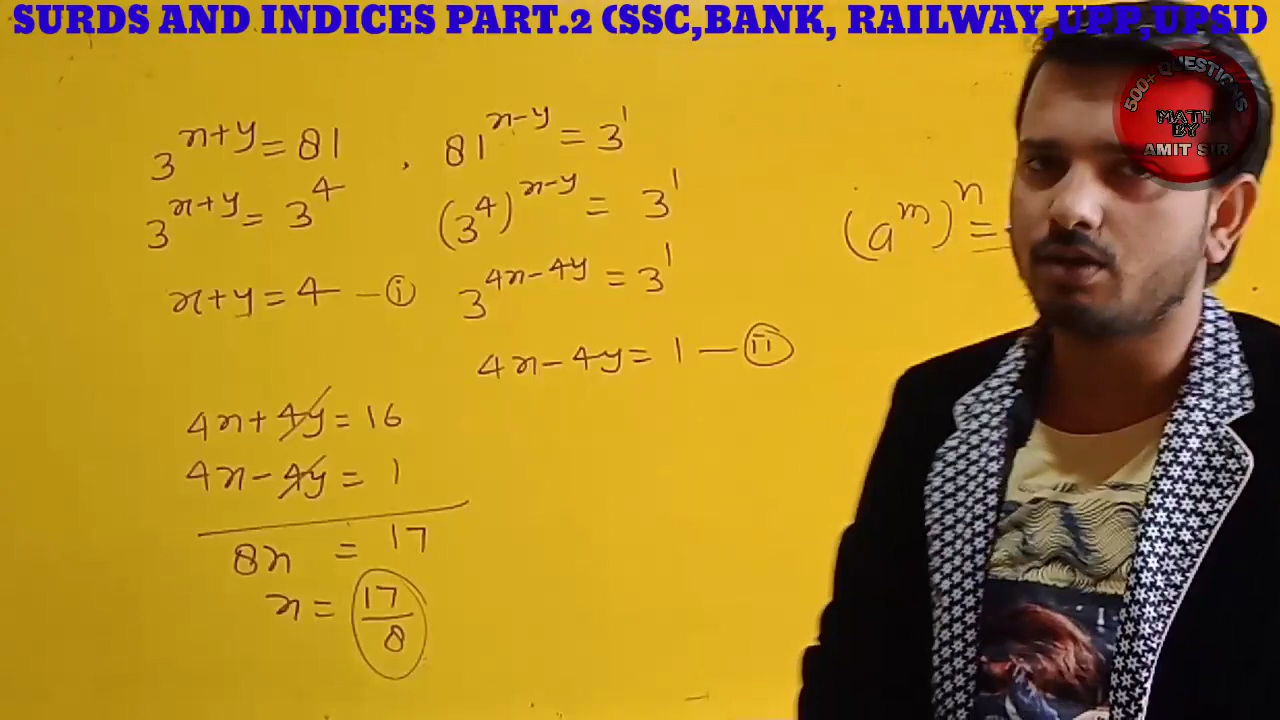 SURDS AND INDICES PART.2 (SSC,BANK, RAILWAY,UPP,UPSI)
500+ QUESTIONS
MATH
BY
AMIT SIR
3^{x+y} = 81 , 81^{x-y} = 3^1
3^{x+y} = 3^4 (3^4)^{x-y} = 3^1
(a^m)^n =
x+y = 4 - (i) 3^{4x-4y} = 3^1
4x-4y = 1 - (ii)
4x+4y = 16
4x-4y = 1
8x = 17
x = 17/8